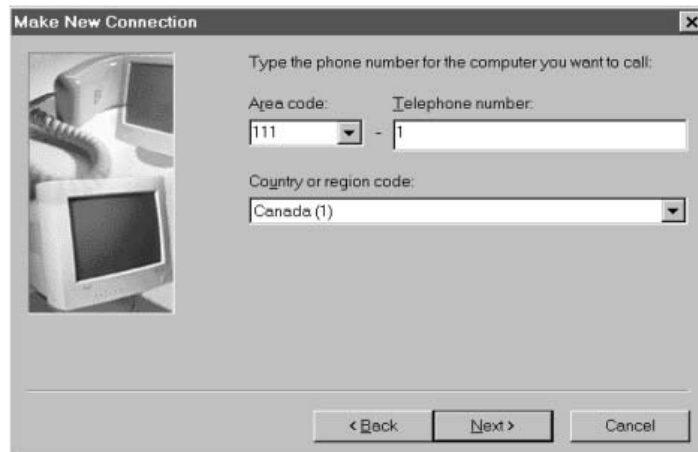 Make New Connection
Type the phone number for the computer you want to call:
Area code: Telephone number:
111 - 1
Country or region code:
Canada (1)
< Back Next > Cancel